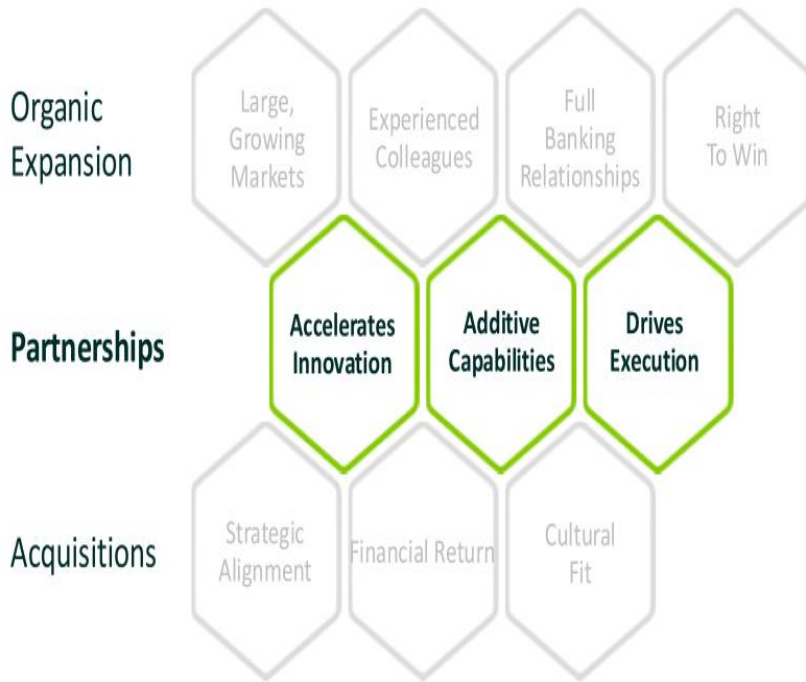 Organic
Expansion
Large,
Growing
Markets
Experienced
Colleagues
Full
Banking
Relationships
Right
To Win
Partnerships
Accelerates
Innovation
Additive
Capabilities
Drives
Execution
Acquisitions
Strategic
Alignment
Financial Return
Cultural
Fit